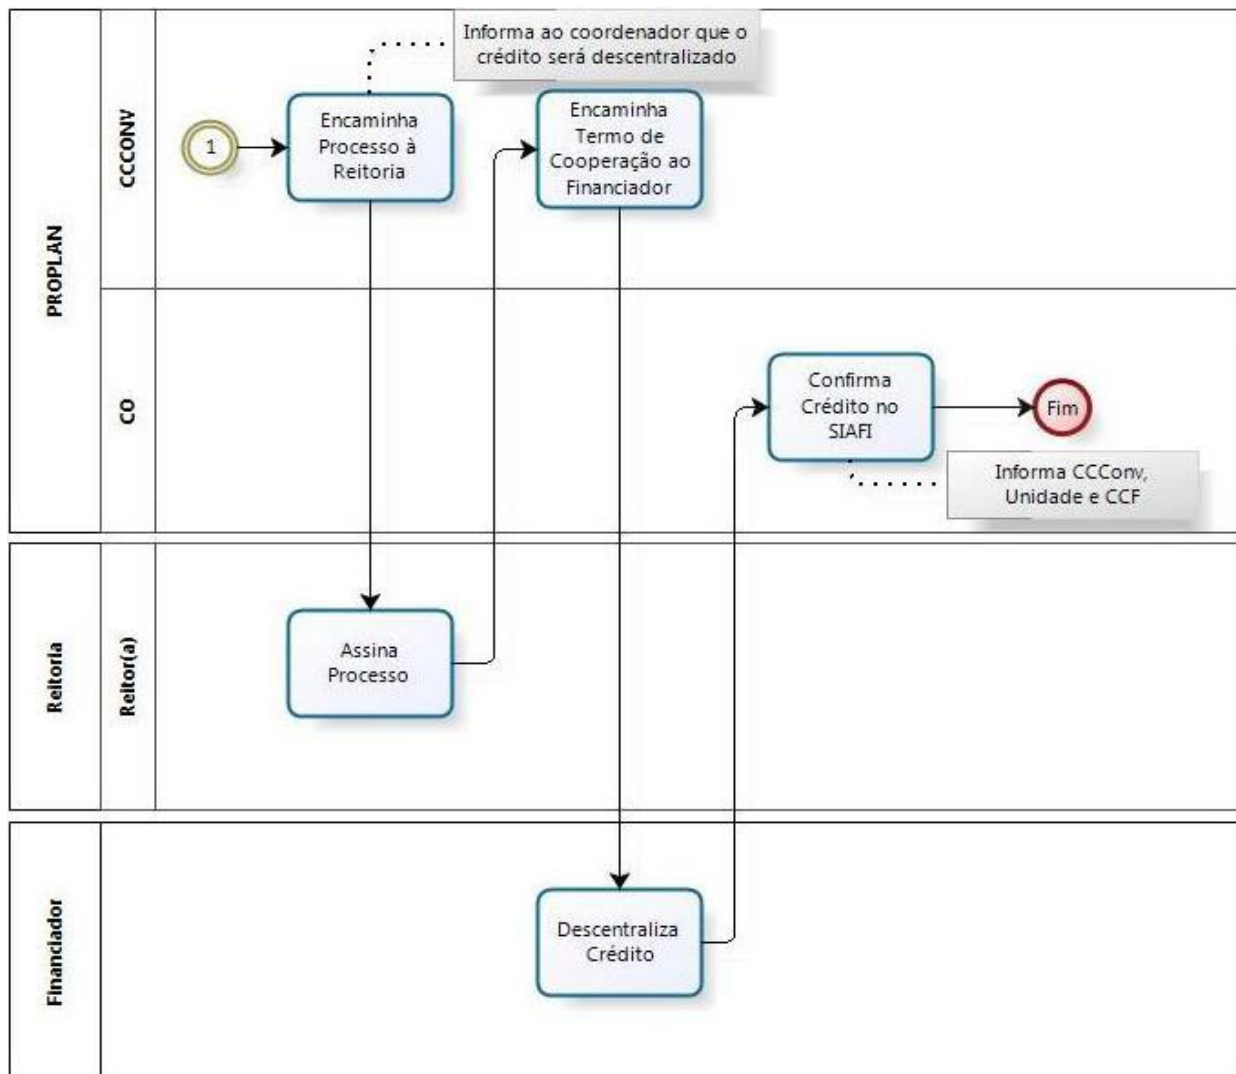 PROPLAN
CCCONV
1
Encaminha
Processo à
Reitoria
Informa ao coordenador que o
crédito será descentralizado
Encaminha
Termo de
Cooperação ao
Financiador
CO
Confirma
Crédito no
SIAFI
Fim
Informa CCConv,
Unidade e CCF
Reitoria
Reitor(a)
Assina
Processo
Financiador
Descentraliza
Crédito